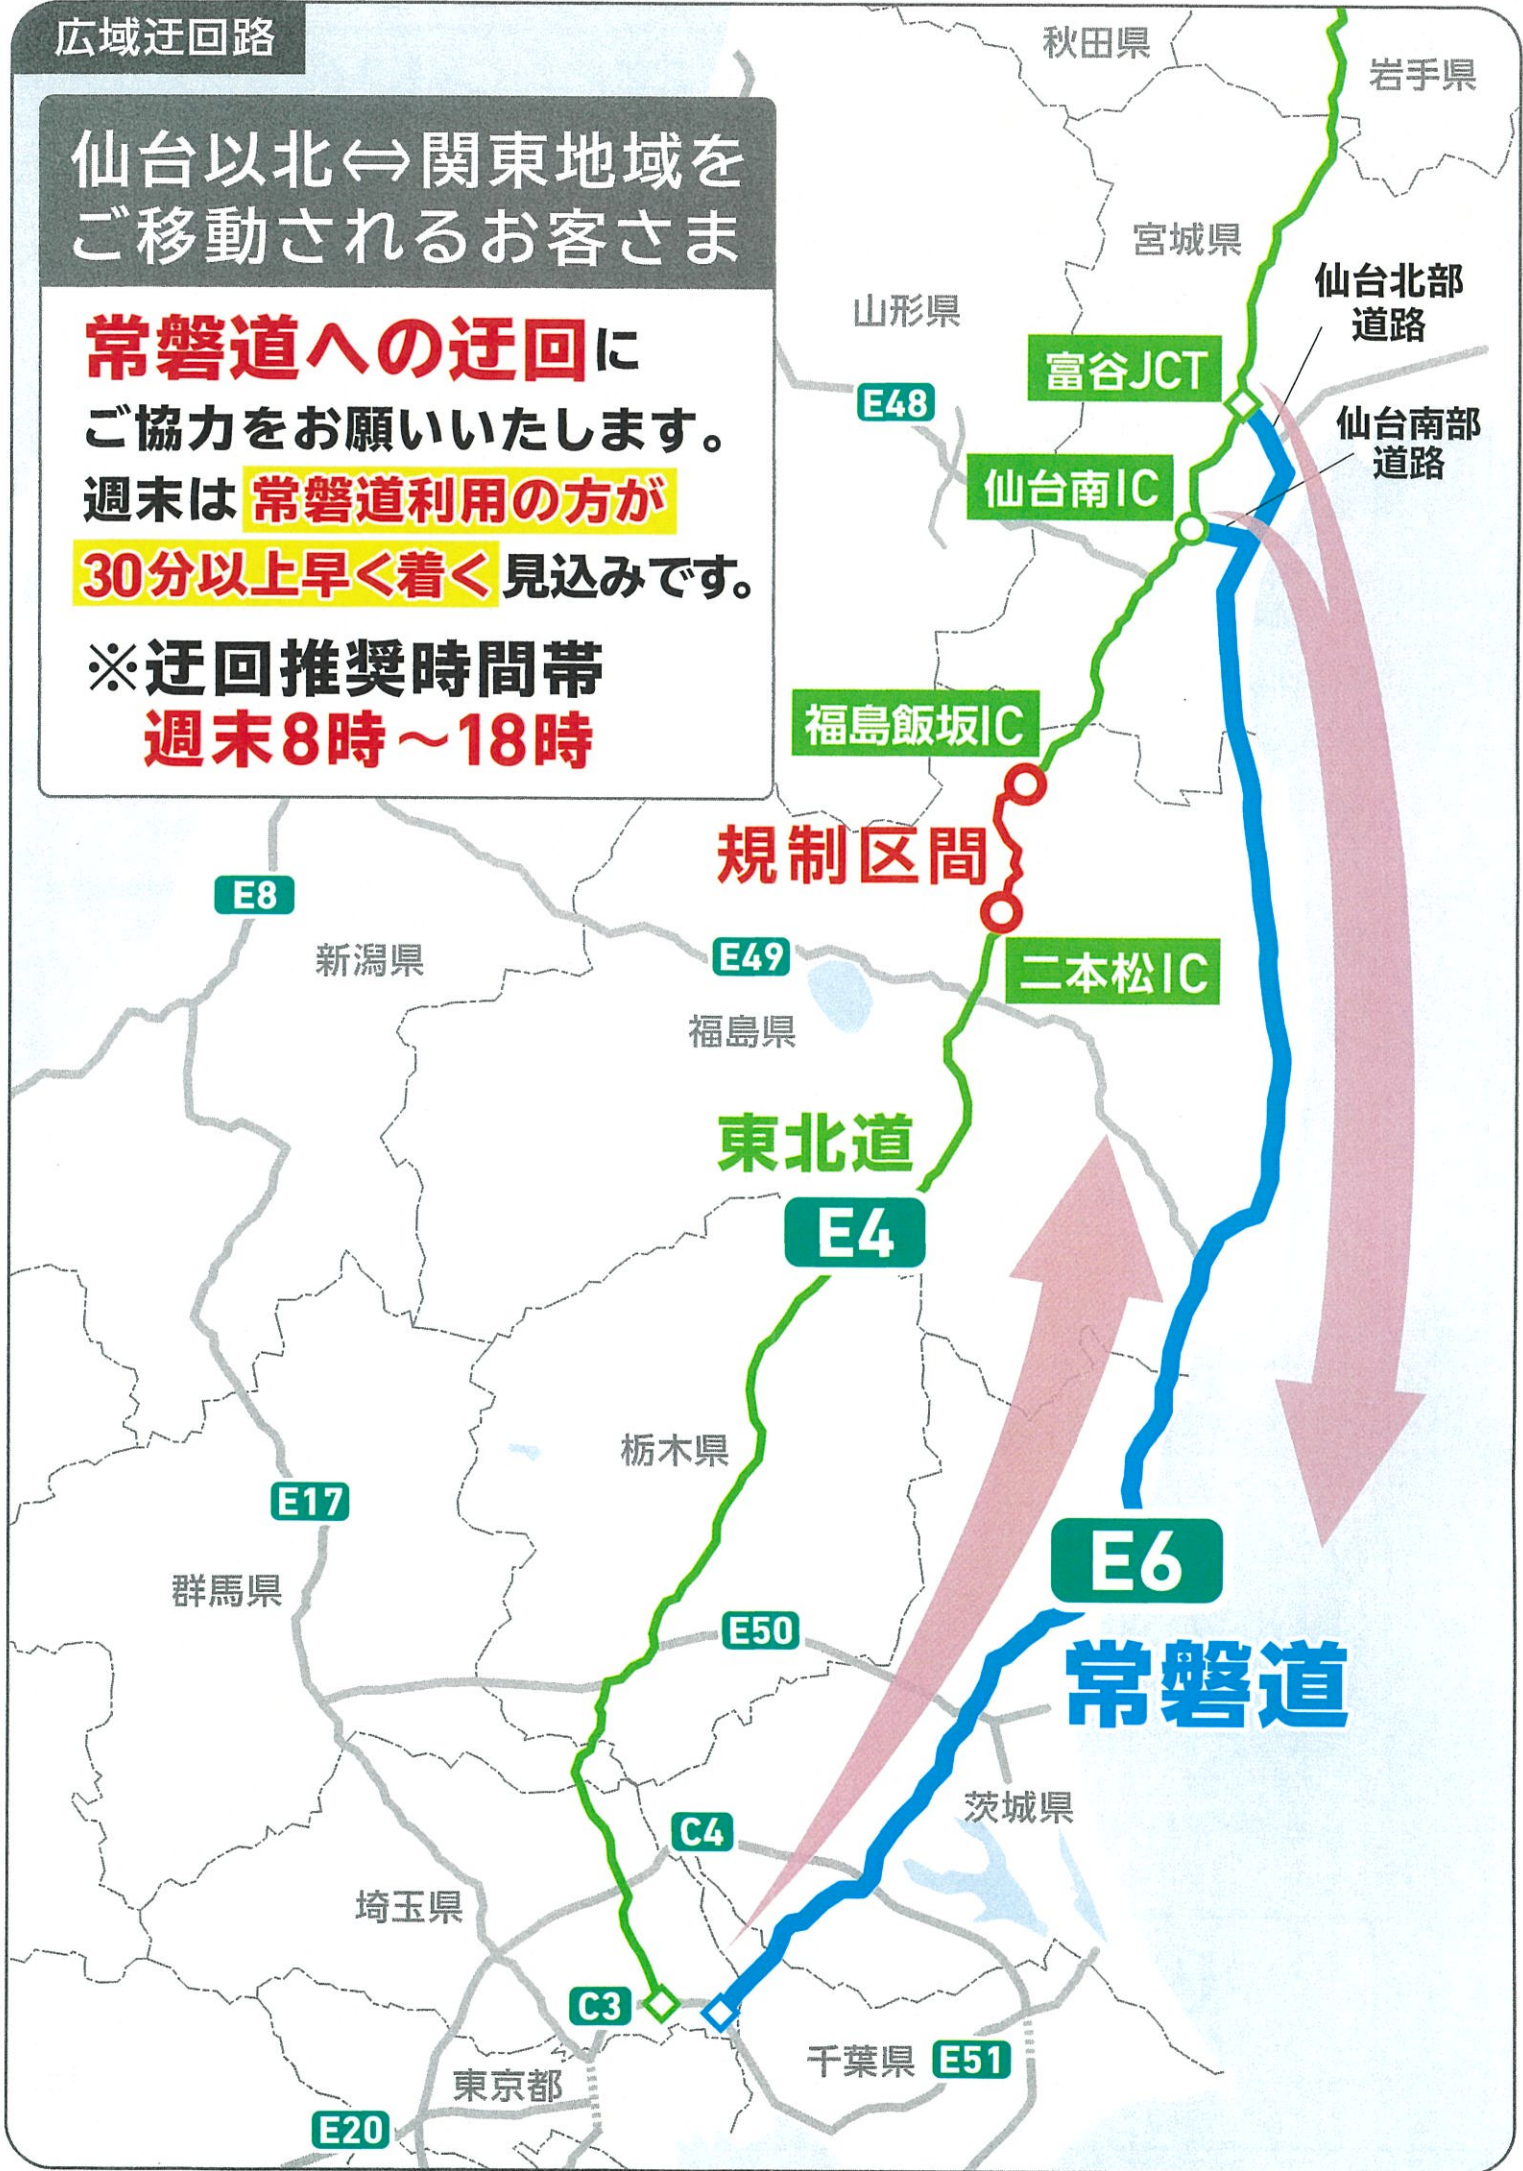 広域迂回路
仙台以北⇔関東地域を
ご移動されるお客さま
常磐道への迂回に
ご協力をお願いいたします。
週末は常磐道利用の方が
30分以上早く着く見込みです。
※迂回推奨時間帯
週末8時～18時
秋田県
岩手県
宮城県
山形県
仙台北部
道路
富谷JCT
E48
仙台南部
道路
仙台南IC
福島飯坂IC
規制区間
E8
新潟県
E49
二本松IC
福島県
東北道
E4
栃木県
E17
E6
群馬県
E50
常磐道
茨城県
C4
埼玉県
C3
千葉県
E51
東京都
E20